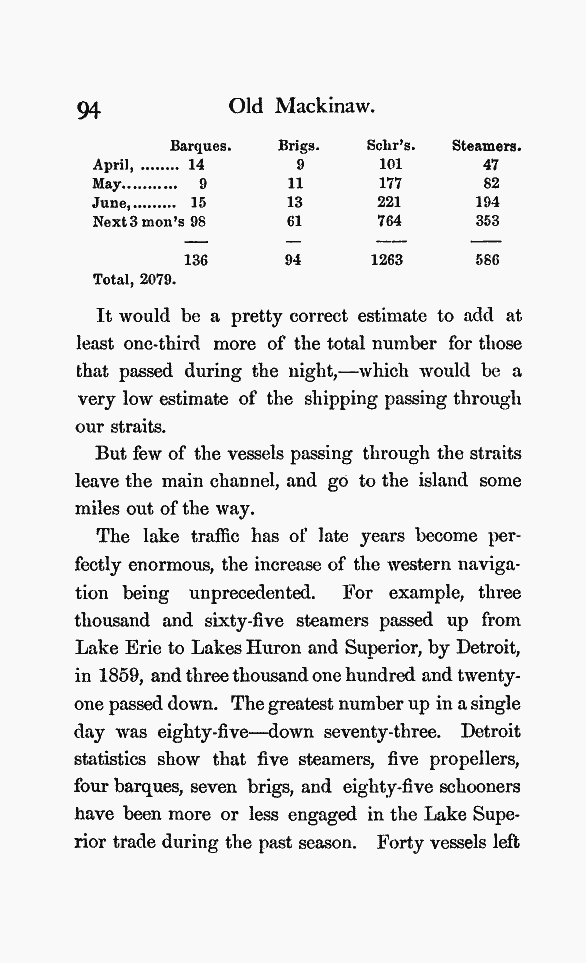 94 Old Mackinaw.
Barques. Brigs. Schr's. Steamers.
April, ........ 14 9 101 47
May........... 9 11 177 82
June,......... 15 13 221 194
Next 3 mon's 98 61 764 353
136 94 1263 586
Total, 2079.
It would be a pretty correct estimate to add at
least one-third more of the total number for those
that passed during the night,—which would be a
very low estimate of the shipping passing through
our straits.
But few of the vessels passing through the straits
leave the main channel, and go to the island some
miles out of the way.
The lake traffic has of late years become per-
fectly enormous, the increase of the western naviga-
tion being unprecedented. For example, three
thousand and sixty-five steamers passed up from
Lake Erie to Lakes Huron and Superior, by Detroit,
in 1859, and three thousand one hundred and twenty-
one passed down. The greatest number up in a single
day was eighty-five—down seventy-three. Detroit
statistics show that five steamers, five propellers,
four barques, seven brigs, and eighty-five schooners
have been more or less engaged in the Lake Supe-
rior trade during the past season. Forty vessels left